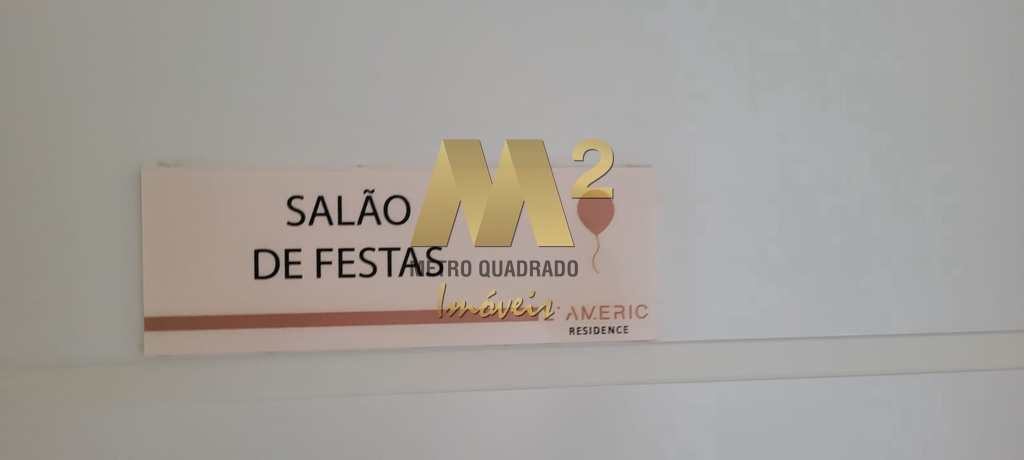 SALÃO
DE FESTAS
M2
METRO QUADRADO
Imóveis
AMERIC
RESIDENCE